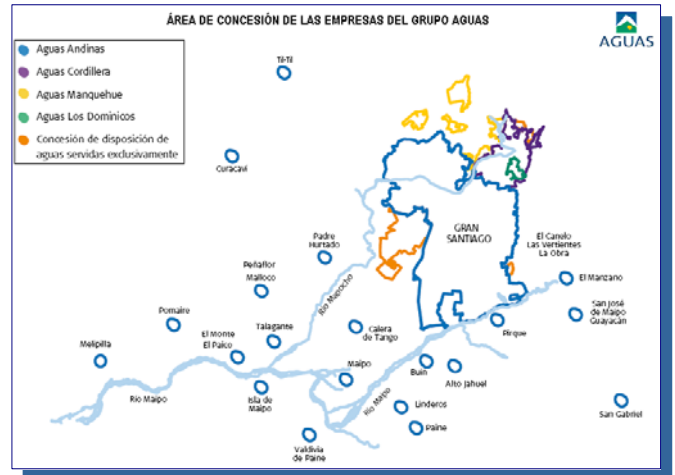 ÁREA DE CONCESIÓN DE LAS EMPRESAS DEL GRUPO AGUAS
AGUAS
Aguas Andinas
Aguas Cordillera
Aguas Manquehue
Aguas Los Dominicos
Concesión de disposición de
aguas servidas exclusivamente
Til-Til
Curacaví
GRAN
SANTIAGO
Padre
Hurtado
El Canelo
Las Vertientes
La Obra
Peñaflor
Malloco
El Manzano
Río Mapocho
San José
de Maipo
Guayacán
Pomaire
Talagante
Calera
de Tango
Pirque
El Monte
El Paico
Melipilla
Maipo
Buin
Alto Jahuel
Río Maipo
Isla de
Maipo
Río Maipo
Linderos
San Gabriel
Paine
Valdivia
de Paine